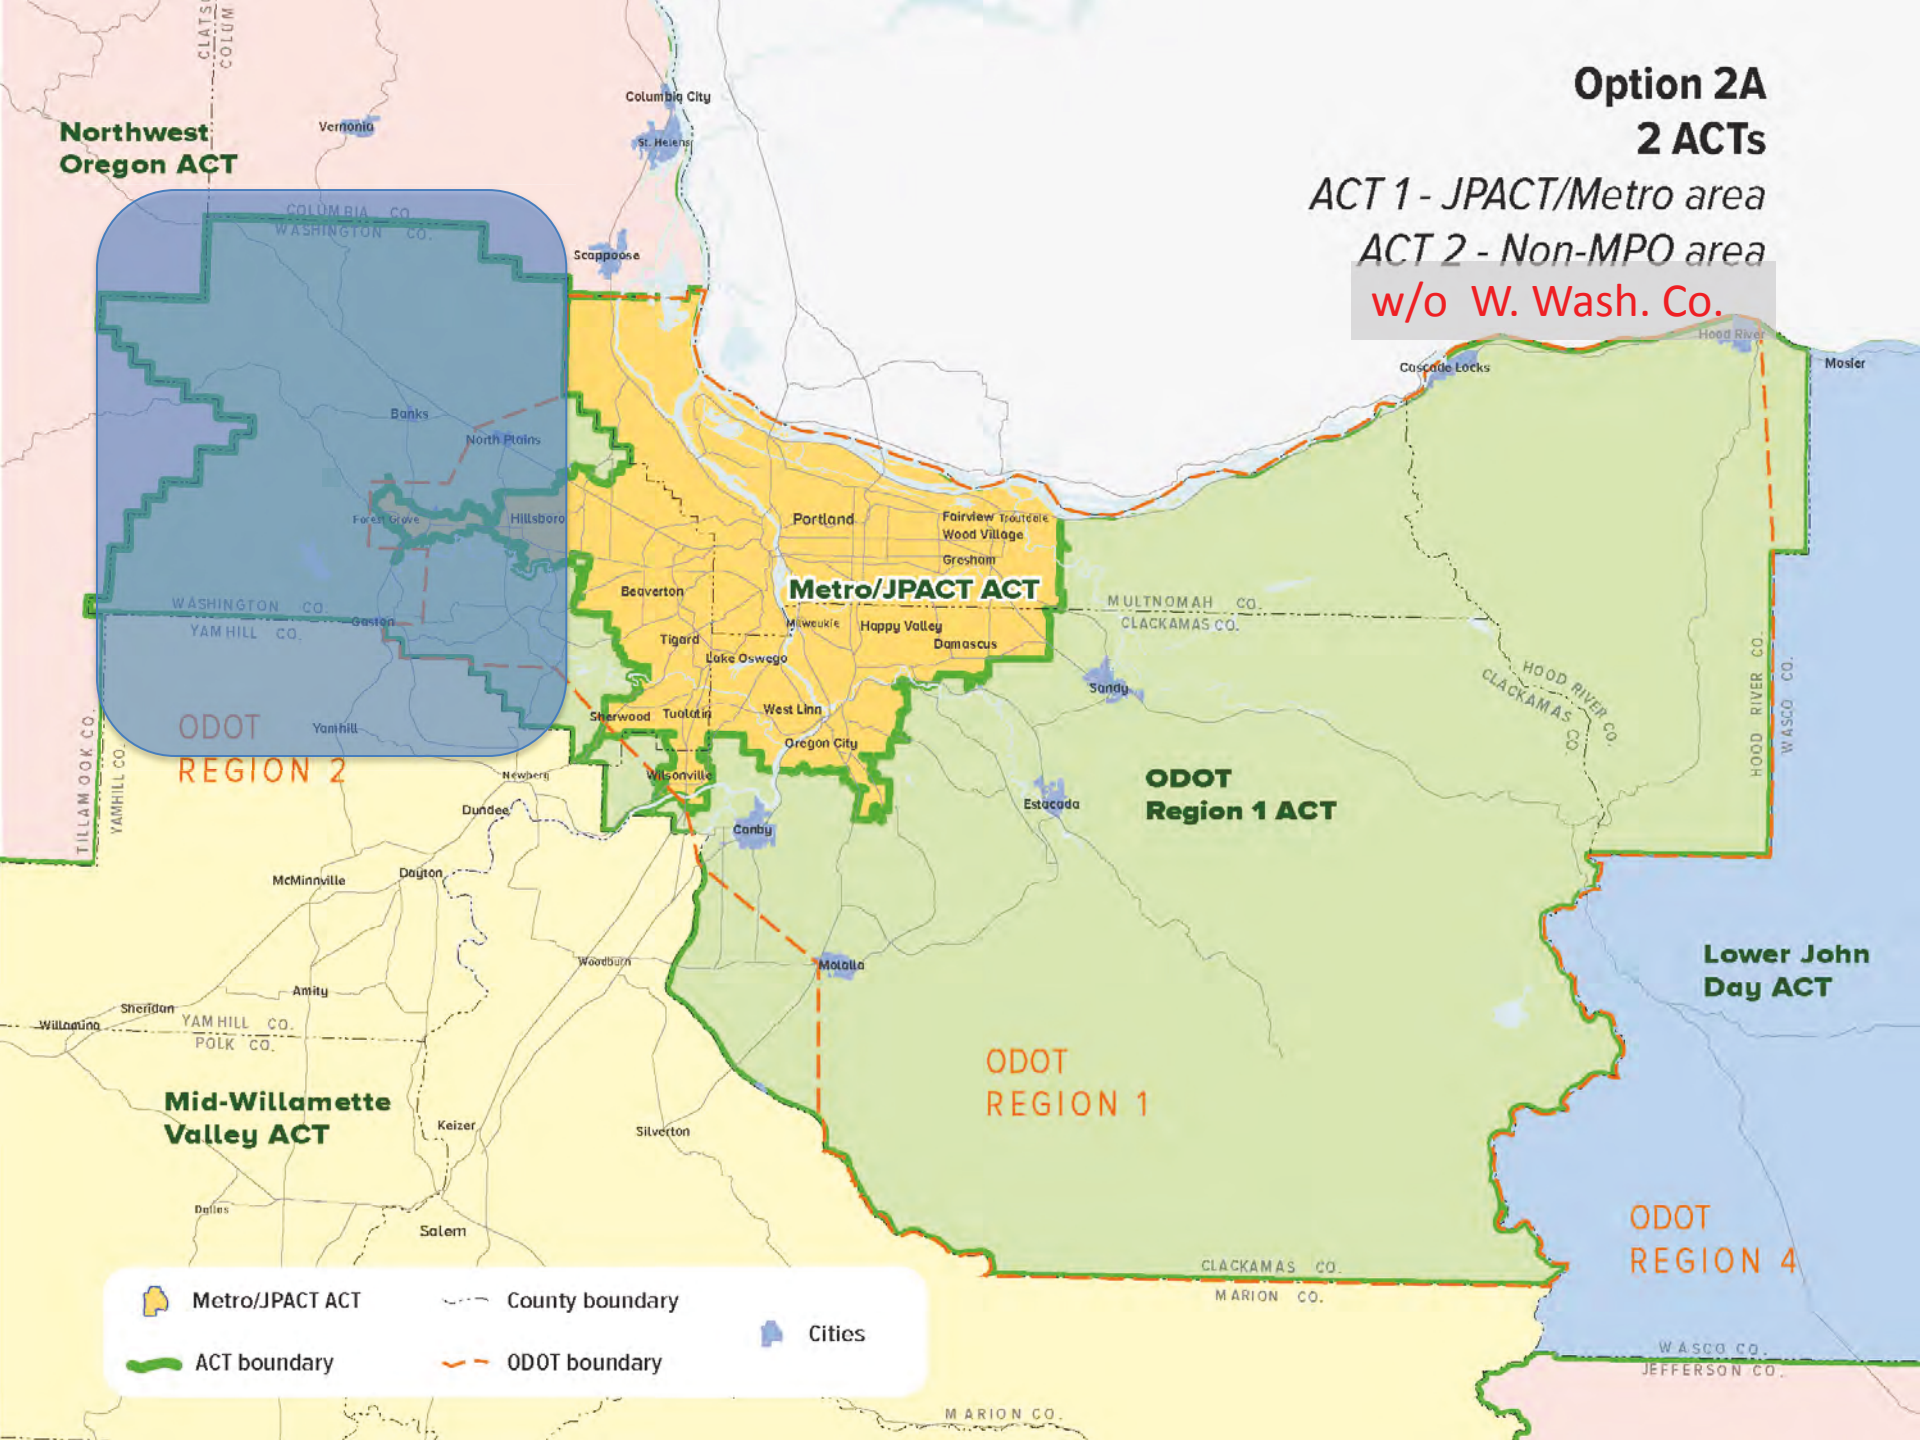 CLATSO
COLUM
Option 2A
2 ACTs
ACT 1 - JPACT/Metro area
ACT 2 - Non-MPO area
w/o W. Wash. Co.
Northwest
Oregon ACT
Vernonia
Columbia City
St. Helens
Scappoose
COLUMBIA CO.
WASHINGTON CO.
Hood River
Cascade Locks
Mosier
Banks
North Plains
Forest Grove
Hillsboro
Portland
Fairview
Troutdale
Wood Village
Gresham
Beaverton
Metro/JPACT ACT
MULTNOMAH CO.
CLACKAMAS CO.
WASHINGTON CO.
YAMHILL CO.
Gaston
Milwaukie
Happy Valley
Damascus
Tigard
Lake Oswego
Sandy
HOOD RIVER CO.
CLACKAMAS CO.
HOOD RIVER CO.
WASCO CO.
Sherwood
Tualatin
West Linn
Oregon City
Yamhill
ODOT
REGION 2
TILLAMOOK CO.
YAMHILL CO.
Newberg
Wilsonville
Dundee
Canby
Estacada
ODOT
Region 1 ACT
McMinnville
Dayton
Woodburn
Molalla
Lower John
Day ACT
Amity
Sheridan
Willamina
YAMHILL CO.
POLK CO.
ODOT
REGION 1
Mid-Willamette
Valley ACT
Keizer
Silverton
Dallas
Salem
ODOT
REGION 4
CLACKAMAS CO.
MARION CO.
WASCO CO.
JEFFERSON CO.
MARION CO.
Metro/JPACT ACT
County boundary
Cities
ACT boundary
ODOT boundary